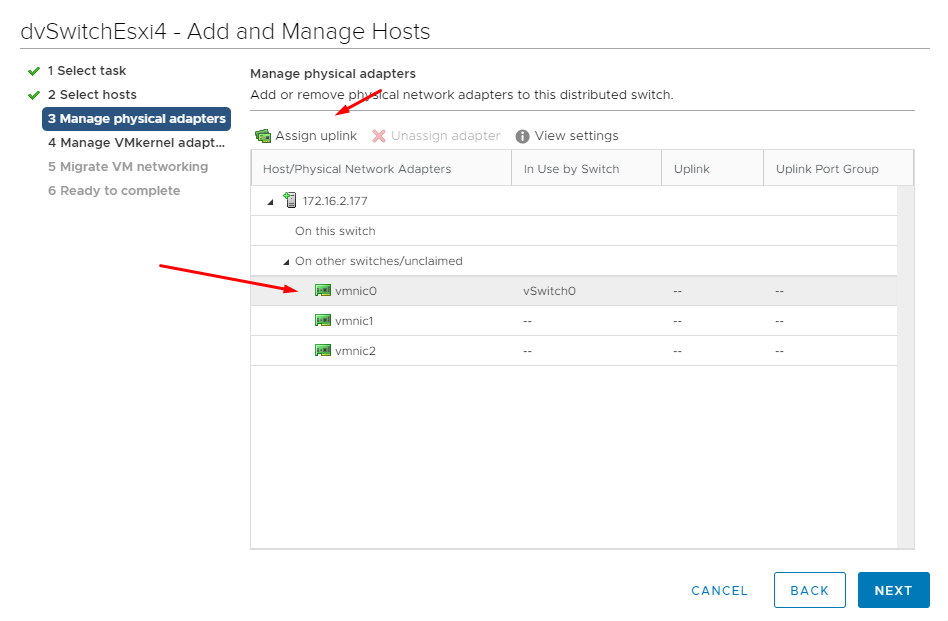 dvSwitchEsxi4 - Add and Manage Hosts
1 Select task
2 Select hosts
3 Manage physical adapters
4 Manage VMkernel adapt...
5 Migrate VM networking
6 Ready to complete
Manage physical adapters
Add or remove physical network adapters to this distributed switch.
Assign uplink Unassign adapter View settings
Host/Physical Network Adapters In Use by Switch Uplink Uplink Port Group
172.16.2.177
On this switch
On other switches/unclaimed
vmnic0 vSwitch0 -- --
vmnic1 -- -- --
vmnic2 -- -- --
CANCEL BACK NEXT